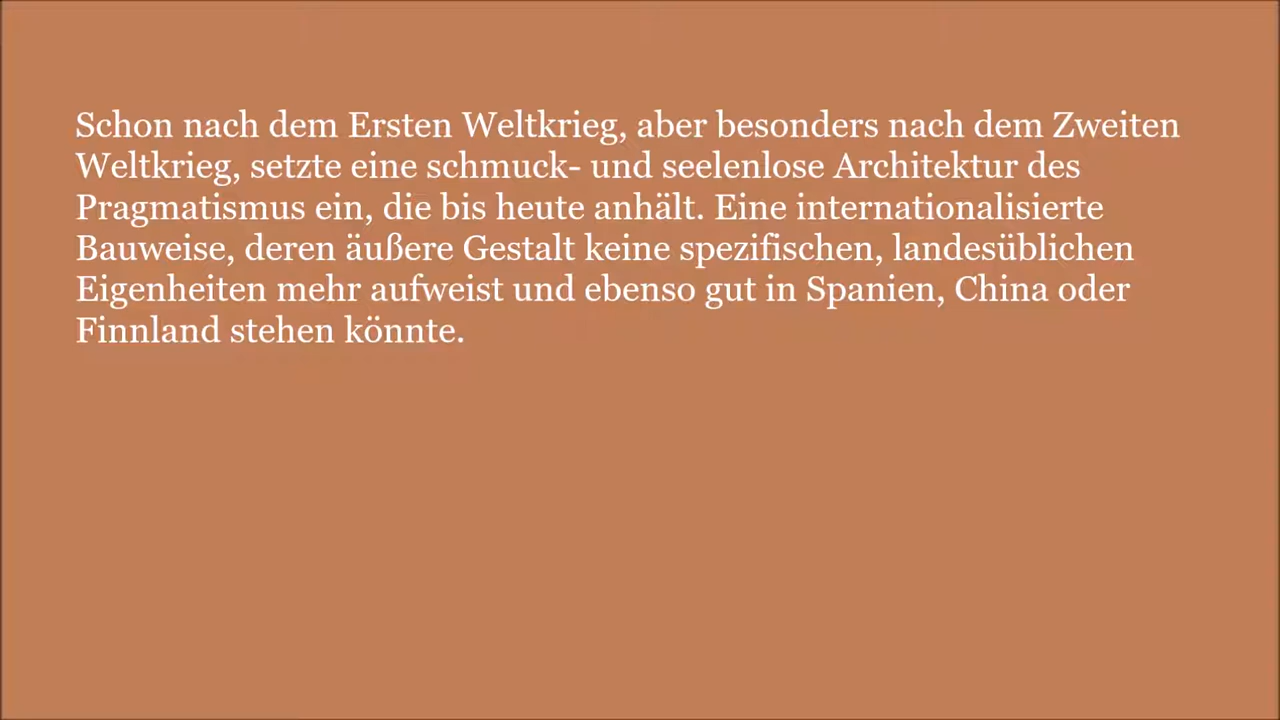 Schon nach dem Ersten Weltkrieg, aber besonders nach dem Zweiten
Weltkrieg, setzte eine schmuck- und seelenlose Architektur des
Pragmatismus ein, die bis heute anhält. Eine internationalisierte
Bauweise, deren äußere Gestalt keine spezifischen, landesüblichen
Eigenheiten mehr aufweist und ebenso gut in Spanien, China oder
Finnland stehen könnte.